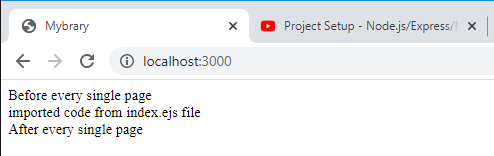 Mybrary
Project Setup - Node.js/Express/
localhost:3000
Before every single page
imported code from index.ejs file
After every single page